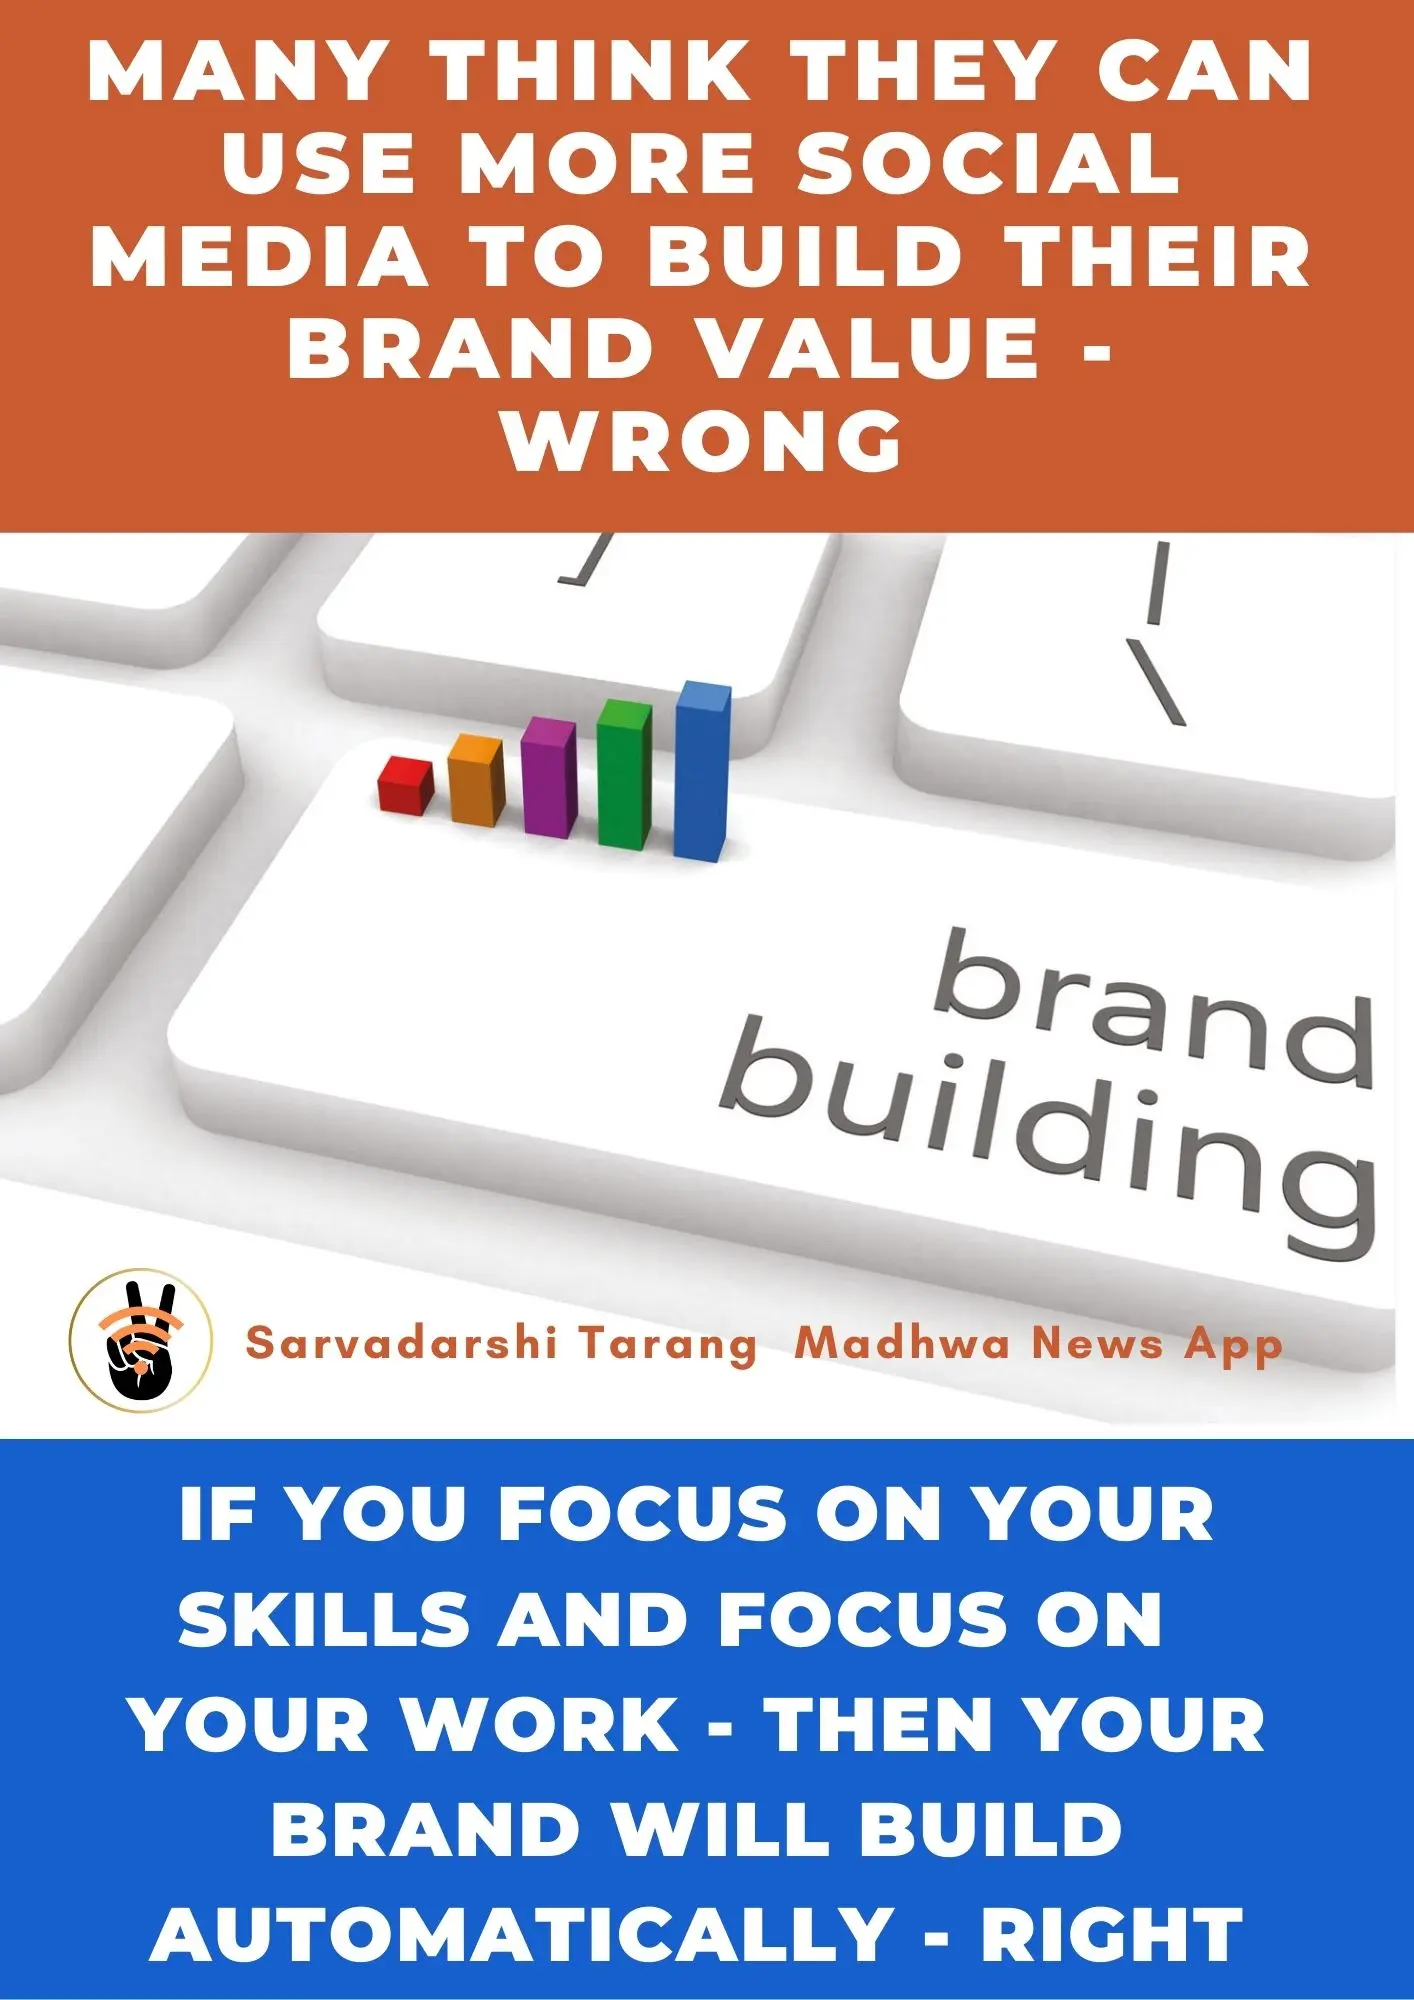 MANY THINK THEY CAN
USE MORE SOCIAL
MEDIA TO BUILD THEIR
BRAND VALUE -
WRONG
]
|
\
brand
building
Sarvadarshi Tarang Madhwa News App
IF YOU FOCUS ON YOUR
SKILLS AND FOCUS ON
YOUR WORK - THEN YOUR
BRAND WILL BUILD
AUTOMATICALLY - RIGHT